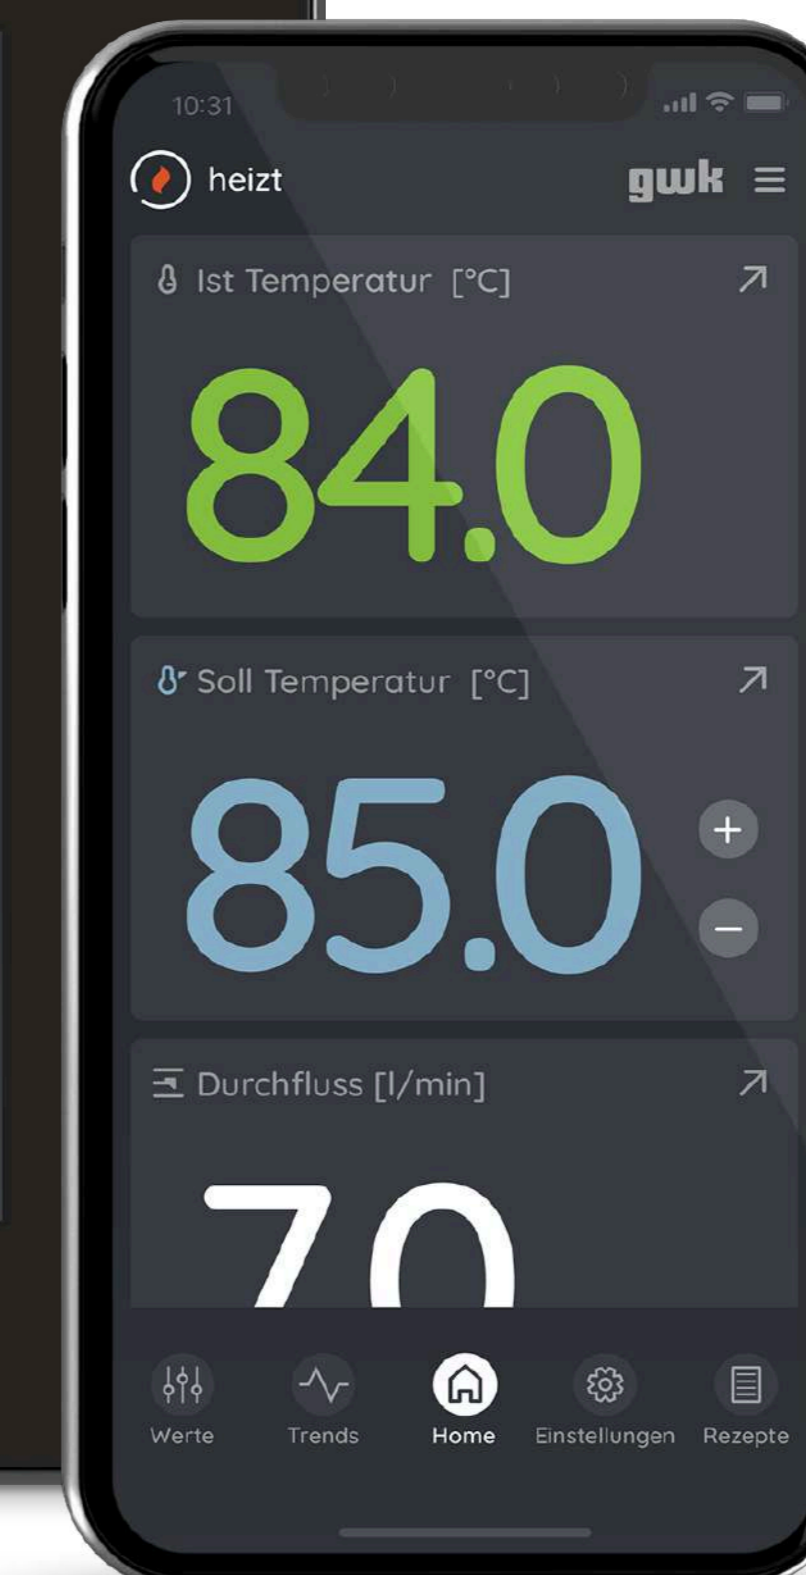 10:31
heizt
gwk
Ist Temperatur [°C]
84.0
Soll Temperatur [°C]
85.0
+
−
Durchfluss [l/min]
Werte Trends Home Einstellungen Rezepte